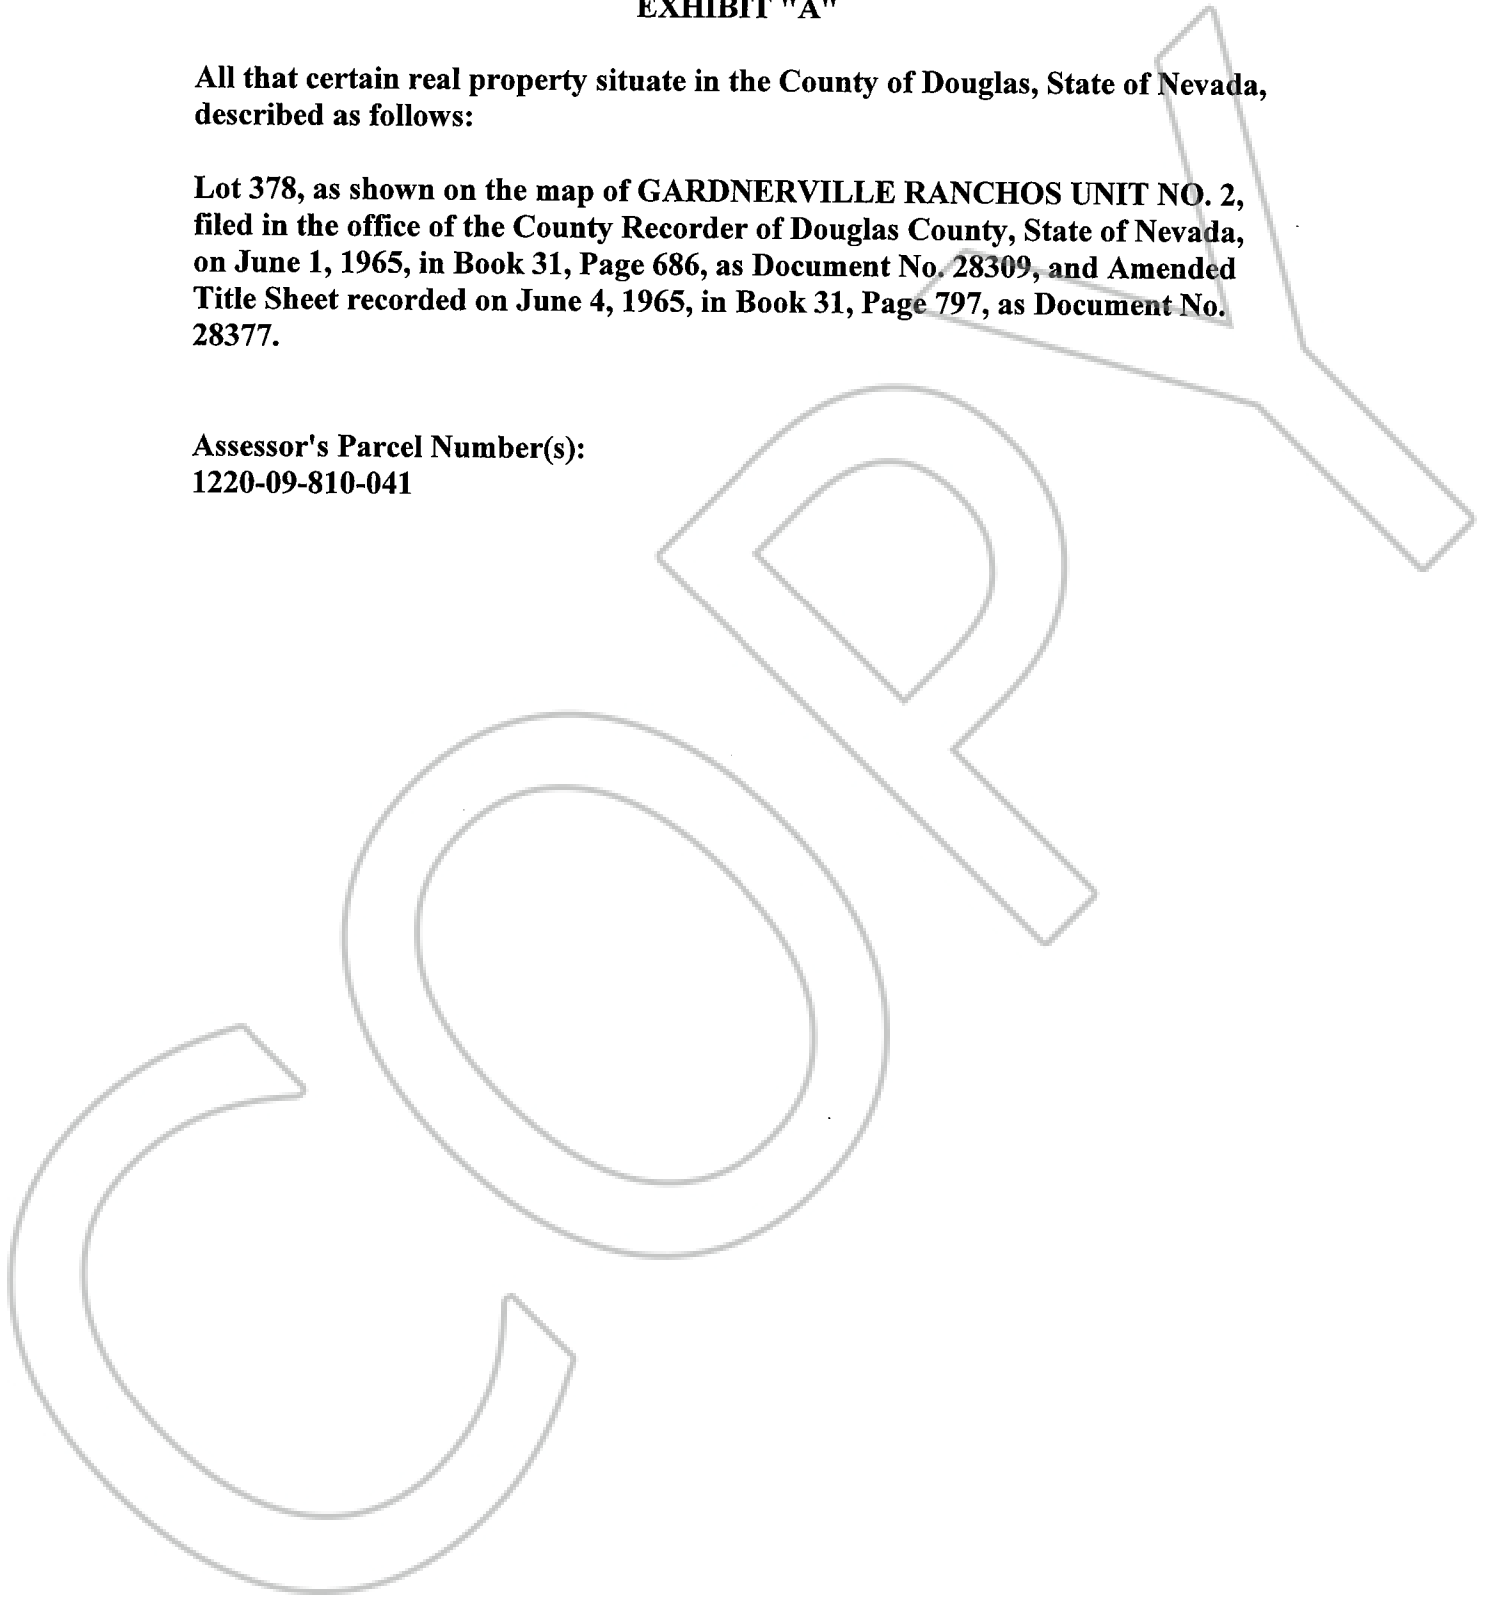 EXHIBIT "A"
All that certain real property situate in the County of Douglas, State of Nevada,
described as follows:
Lot 378, as shown on the map of GARDNERVILLE RANCHOS UNIT NO. 2,
filed in the office of the County Recorder of Douglas County, State of Nevada,
on June 1, 1965, in Book 31, Page 686, as Document No. 28309, and Amended
Title Sheet recorded on June 4, 1965, in Book 31, Page 797, as Document No.
28377.
Assessor's Parcel Number(s):
1220-09-810-041
COPY